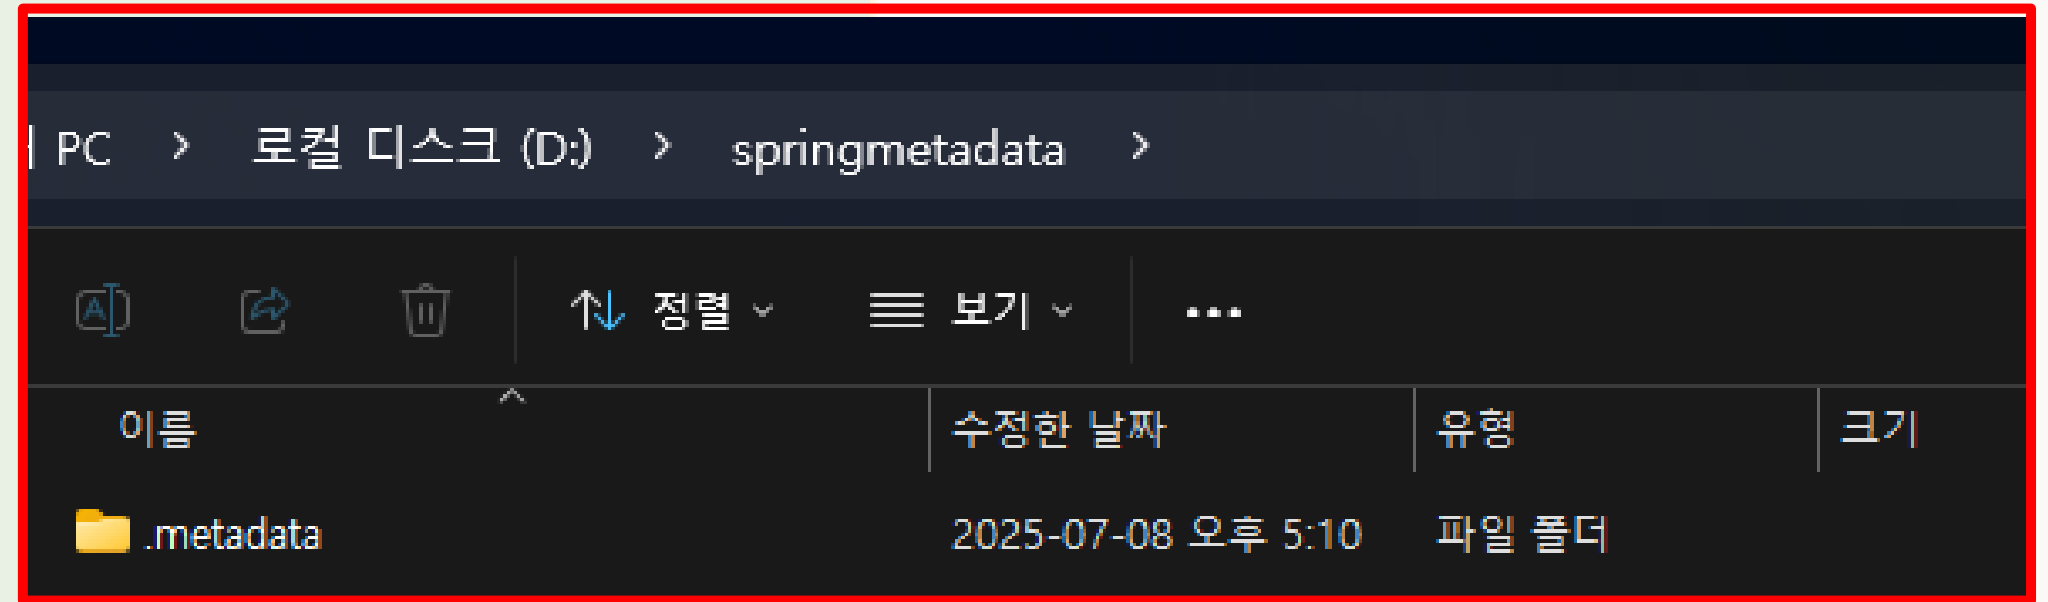 PC > 로컬 디스크 (D:) > springmetadata >
정렬 보기 ...
이름 수정한 날짜 유형 크기
.metadata 2025-07-08 오후 5:10 파일 폴더